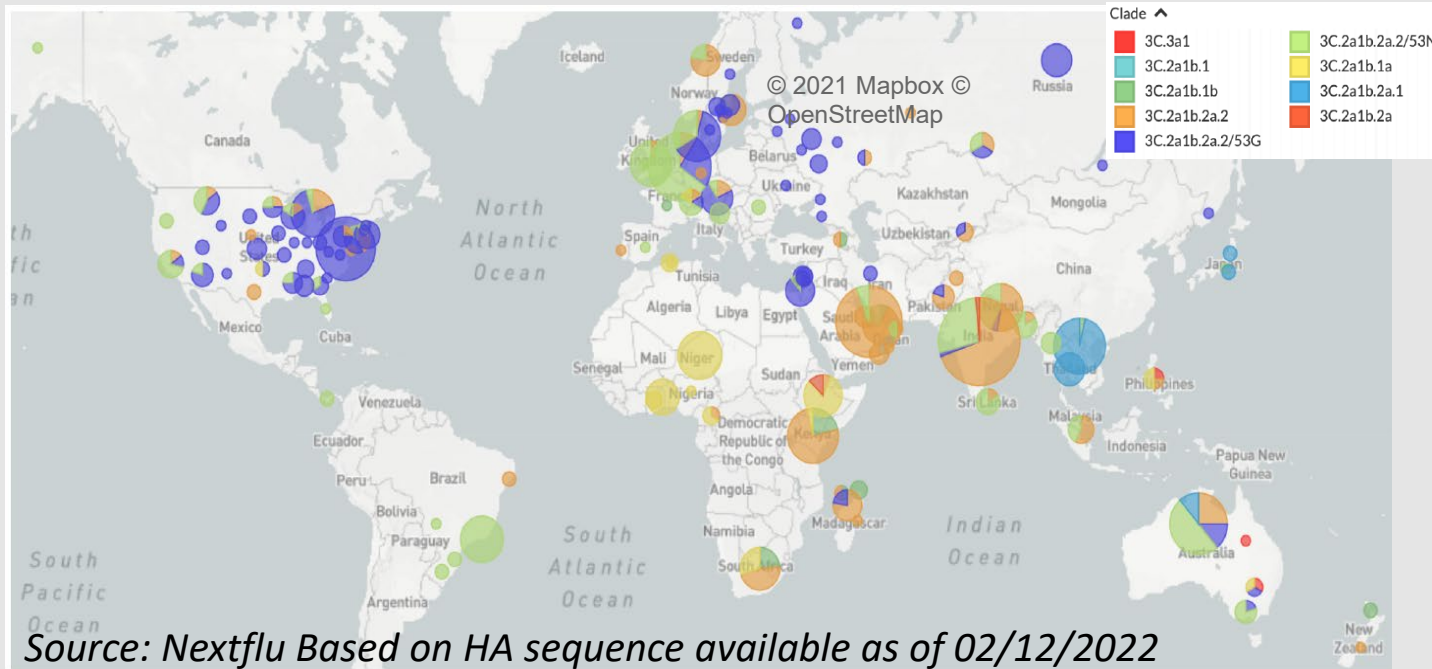 Clade
3C.3a1
3C.2a1b.1
3C.2a1b.1b
3C.2a1b.2a.2
3C.2a1b.2a.2/53G
3C.2a1b.2a.2/53N
3C.2a1b.1a
3C.2a1b.2a.1
3C.2a1b.2a
© 2021 Mapbox ©
OpenStreetMap
Iceland
Sweden
Norway
Russia
Canada
United
Kingdom
Belarus
Ukraine
France
Kazakhstan
Mongolia
North
Atlantic
Ocean
United
States
Spain
Italy
Turkey
Uzbekistan
China
Japan
Tunisia
Iraq
Iran
Pakistan
Nepal
Algeria
Libya
Egypt
Saudi
Arabia
Oman
India
Mexico
Cuba
Mali
Niger
Sudan
Yemen
Thailand
Philippines
Senegal
Nigeria
Sri Lanka
Venezuela
Democratic
Republic of
the Congo
Kenya
Malaysia
Indonesia
Ecuador
Papua New
Guinea
Peru
Brazil
Angola
Bolivia
Madagascar
Indian
Ocean
Paraguay
Namibia
South
Atlantic
Ocean
Australia
South
Pacific
Ocean
South Africa
Argentina
New
Zealand
Source: Nextflu Based on HA sequence available as of 02/12/2022